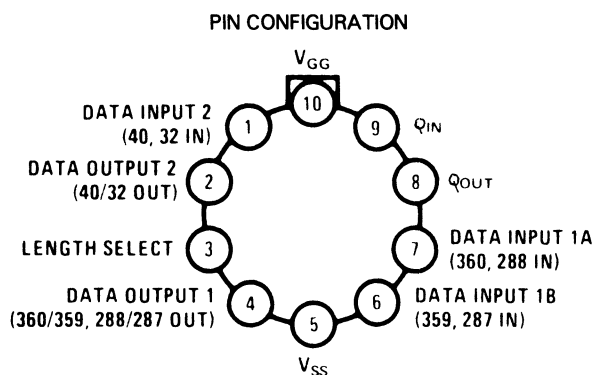 PIN CONFIGURATION
VGG
10
DATA INPUT 2
(40, 32 IN)
1
9
QIN
DATA OUTPUT 2
(40/32 OUT)
2
8
QOUT
LENGTH SELECT
3
7
DATA INPUT 1A
(360, 288 IN)
DATA OUTPUT 1
(360/359, 288/287 OUT)
4
6
DATA INPUT 1B
(359, 287 IN)
5
VSS